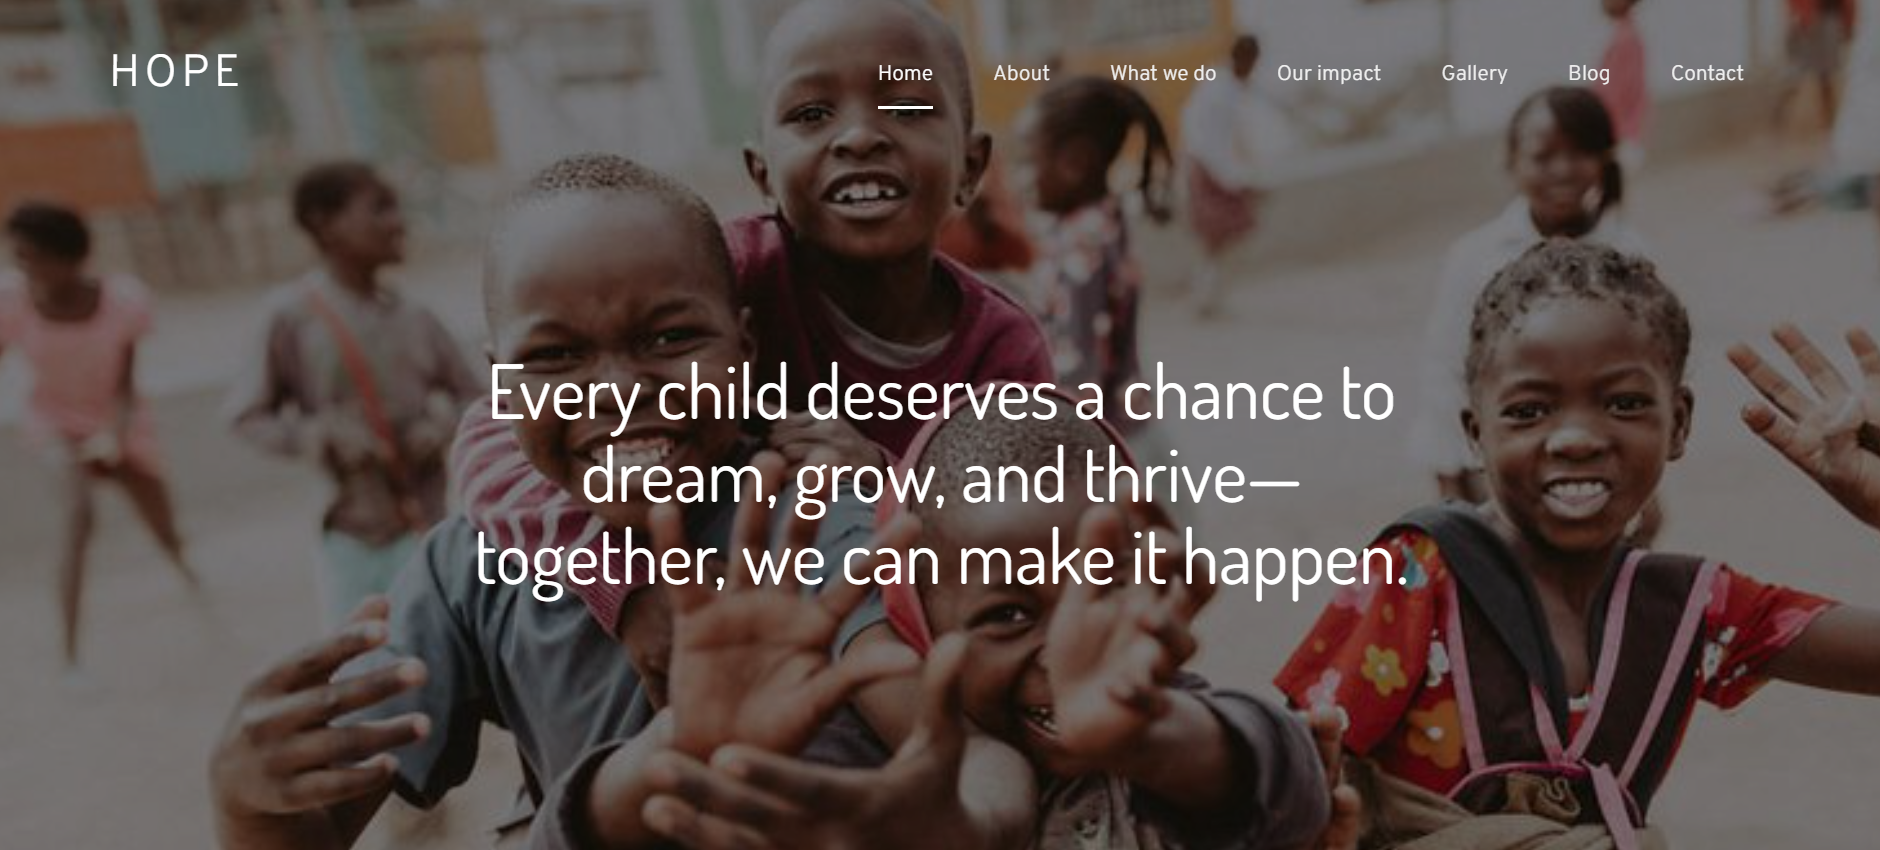 HOPE
Home About What we do Our impact Gallery Blog Contact
Every child deserves a chance to
dream, grow, and thrive—
together, we can make it happen.